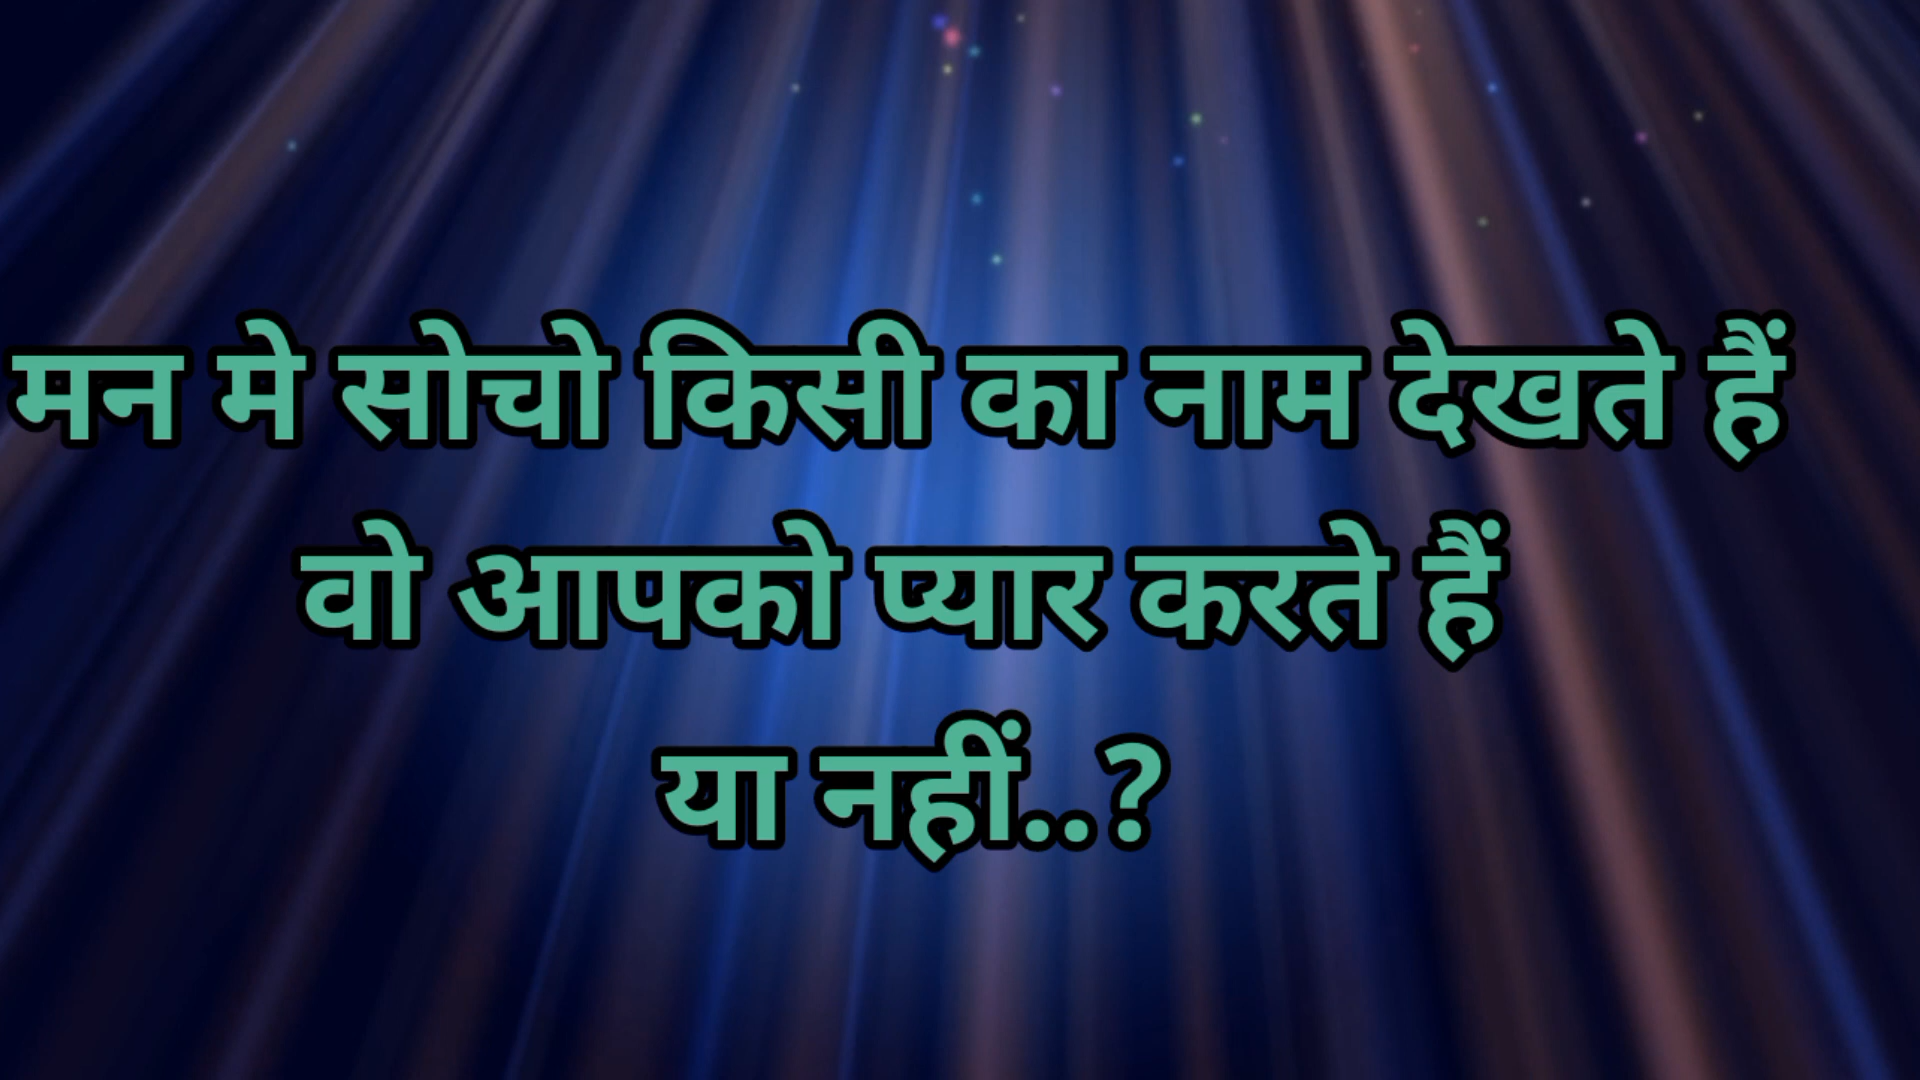 मन मे सोचो किसी का नाम देखते हैं
वो आपको प्यार करते हैं
या नहीं..?